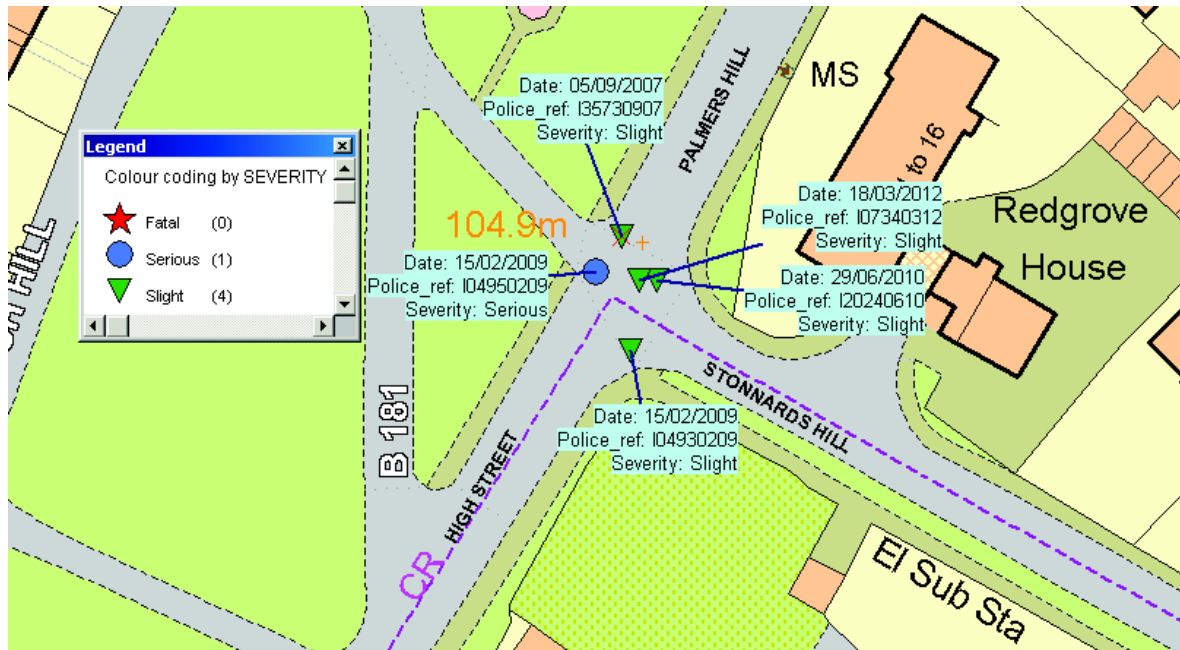 Legend
Colour coding by SEVERITY
Fatal (0)
Serious (1)
Slight (4)
Date: 05/09/2007
Police_ref: I35730907
Severity: Slight
PALMERS HILL
MS
to 16
Date: 18/03/2012
Police_ref: I07340312
Severity: Slight
Redgrove
House
104.9m
Date: 15/02/2009
Police_ref: I04950209
Severity: Serious
Date: 29/06/2010
Police_ref: I20240610
Severity: Slight
HILL
B 181
HIGH STREET
STONNARDS HILL
Date: 15/02/2009
Police_ref: I04930209
Severity: Slight
CR
El Sub Sta